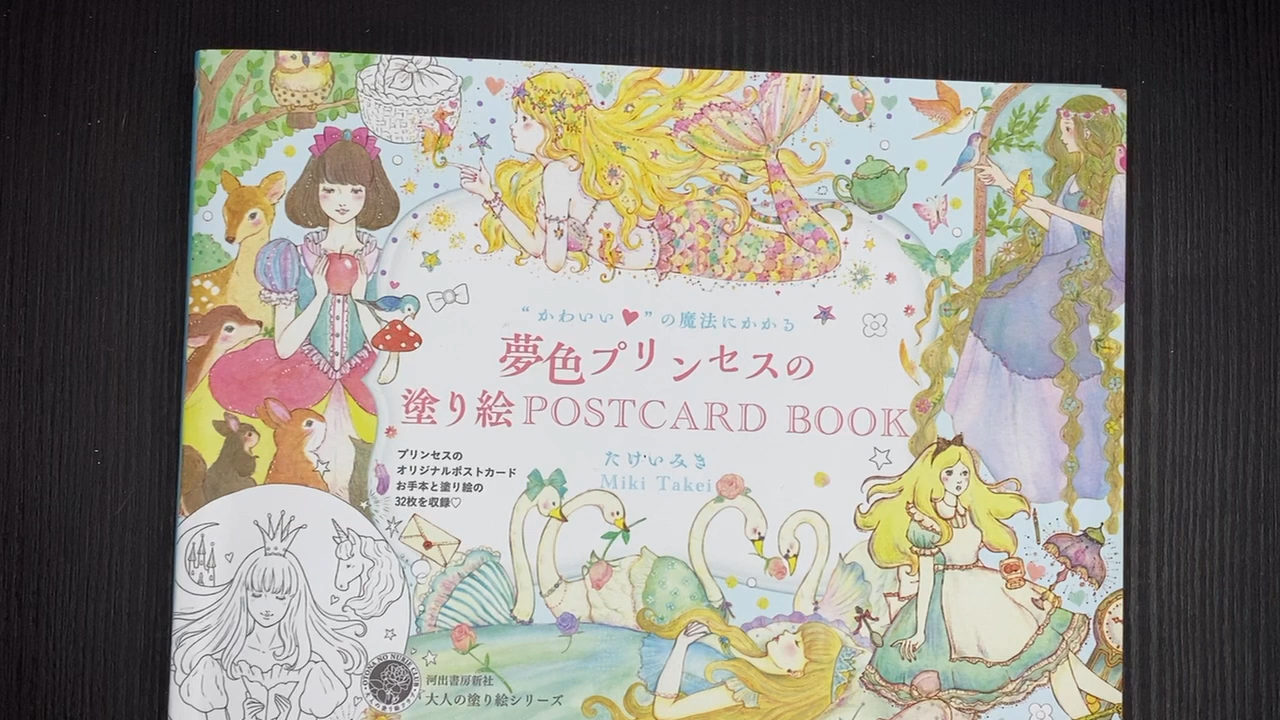 “かわいい♥”の魔法にかかる
夢色プリンセスの
塗り絵POSTCARD BOOK
たけいみき
Miki Takei
プリンセスの
オリジナルポストカード
お手本と塗り絵の
32枚を収録♡
OTONA NO NURIE CLUB
河出書房新社
大人の塗り絵シリーズ